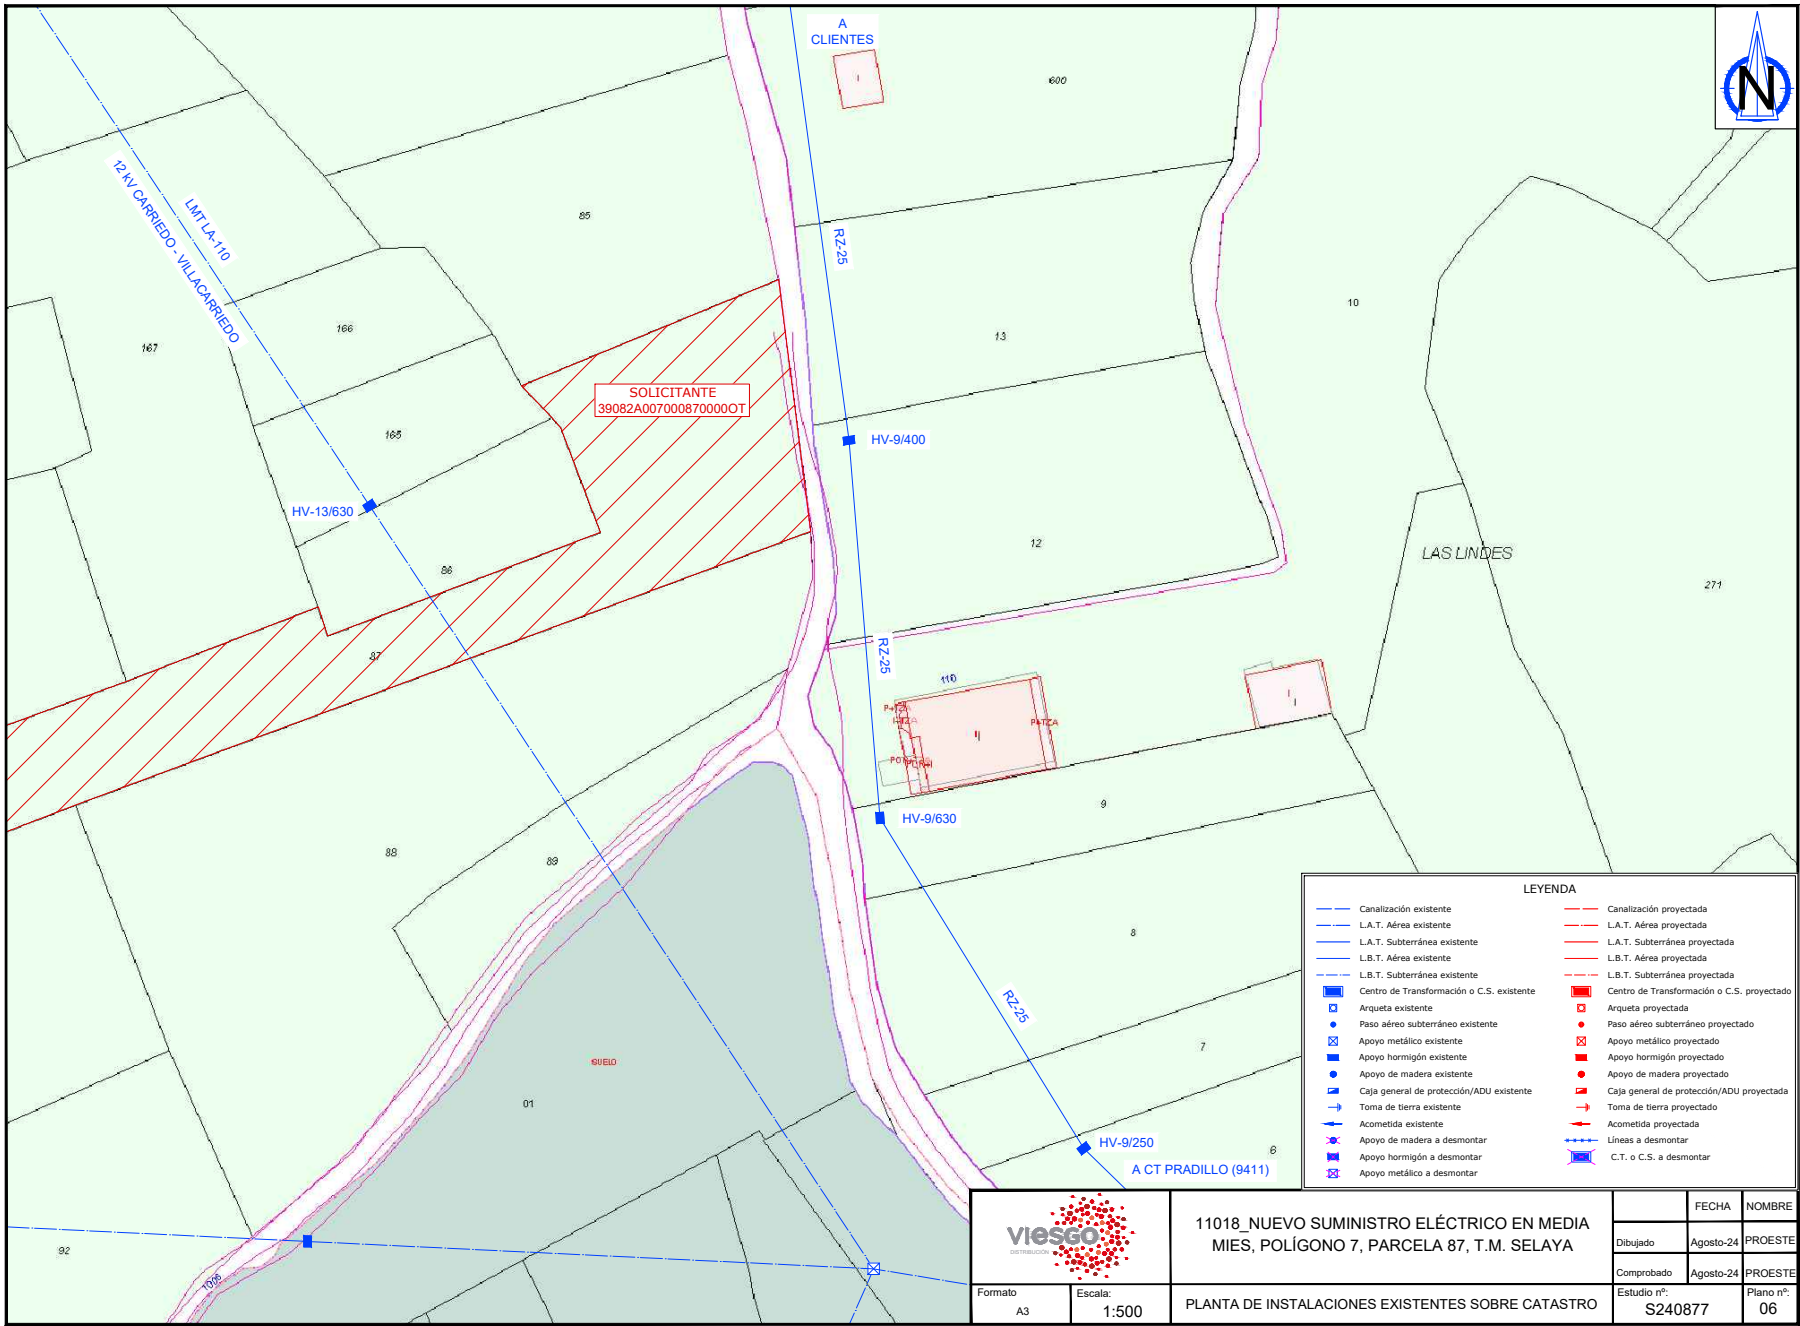 A
CLIENTES
600
N
12 kV CARRIEDO - VILLACARRIEDO
LMT LA-110
85
RZ-25
10
166
167
13
SOLICITANTE
39082A007000870000OT
165
HV-9/400
HV-13/630
12
LAS LINDES
86
271
87
RZ-25
110
P+TZA
I+TZA
P+TZA
II
I
I
I
HV-9/630
9
88
89
8
RZ-25
SUELO
01
7
HV-9/250
A CT PRADILLO (9411)
6
92
LEYENDA
Canalización existente
L.A.T. Aérea existente
L.A.T. Subterránea existente
L.B.T. Aérea existente
L.B.T. Subterránea existente
Centro de Transformación o C.S. existente
Arqueta existente
Paso aéreo subterráneo existente
Apoyo metálico existente
Apoyo hormigón existente
Apoyo de madera existente
Caja general de protección/ADU existente
Toma de tierra existente
Acometida existente
Apoyo de madera a desmontar
Apoyo hormigón a desmontar
Apoyo metálico a desmontar
Canalización proyectada
L.A.T. Aérea proyectada
L.A.T. Subterránea proyectada
L.B.T. Aérea proyectada
L.B.T. Subterránea proyectada
Centro de Transformación o C.S. proyectado
Arqueta proyectada
Paso aéreo subterráneo proyectado
Apoyo metálico proyectado
Apoyo hormigón proyectado
Apoyo de madera proyectado
Caja general de protección/ADU proyectada
Toma de tierra proyectado
Acometida proyectada
Líneas a desmontar
C.T. o C.S. a desmontar
viesgo
DISTRIBUCIÓN
11018_NUEVO SUMINISTRO ELÉCTRICO EN MEDIA
MIES, POLÍGONO 7, PARCELA 87, T.M. SELAYA
FECHA NOMBRE
Dibujado Agosto-24 PROESTE
Comprobado Agosto-24 PROESTE
Formato
A3
Escala:
1:500
PLANTA DE INSTALACIONES EXISTENTES SOBRE CATASTRO
Estudio nº:
S240877
Plano nº:
06